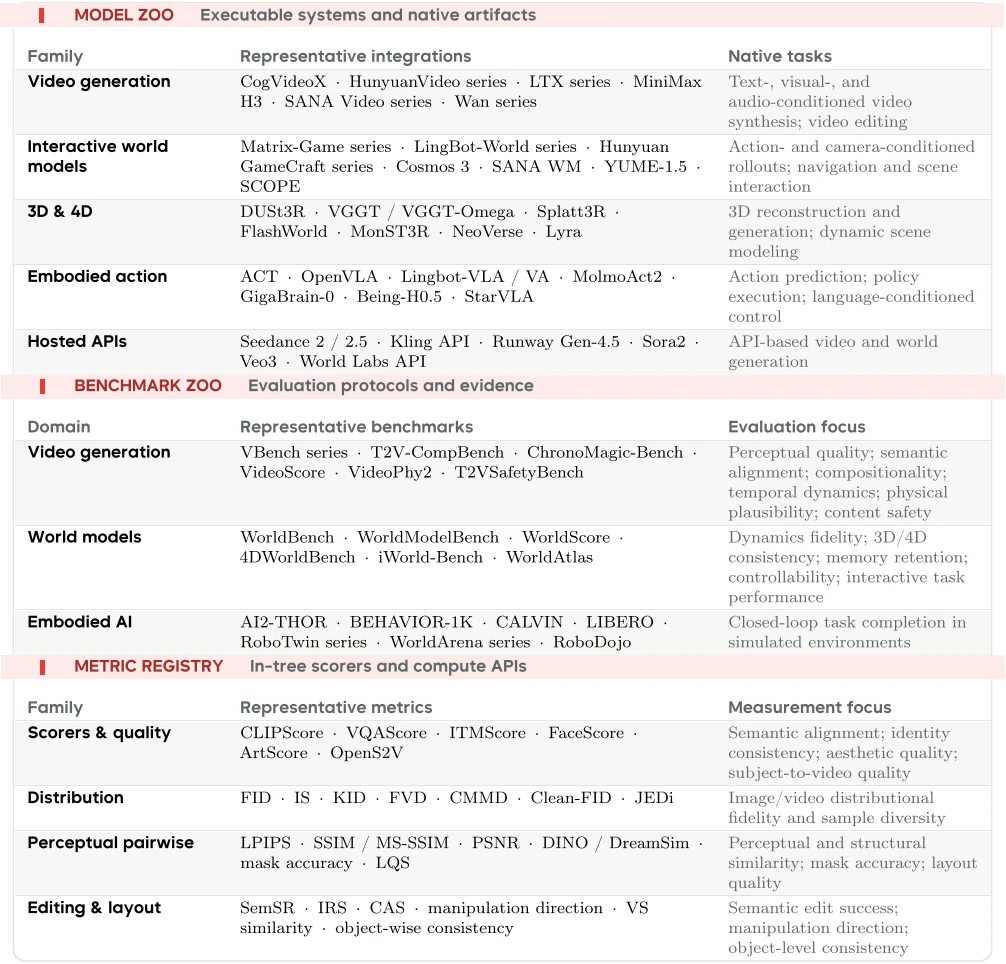 MODEL ZOO Executable systems and native artifacts
Family Representative integrations Native tasks
Video generation CogVideoX · HunyuanVideo series · LTX series · MiniMax Text-, visual-, and
H3 · SANA Video series · Wan series audio-conditioned video
synthesis; video editing
Interactive world Matrix-Game series · LingBot-World series · Hunyuan Action- and camera-conditioned
models GameCraft series · Cosmos 3 · SANA WM · YUME-1.5 · rollouts; navigation and scene
SCOPE interaction
3D & 4D DUSt3R · VGGT / VGGT-Omega · Splatt3R · 3D reconstruction and
FlashWorld · MonST3R · NeoVerse · Lyra generation; dynamic scene
modeling
Embodied action ACT · OpenVLA · Lingbot-VLA / VA · MolmoAct2 · Action prediction; policy
GigaBrain-0 · Being-H0.5 · StarVLA execution; language-conditioned
control
Hosted APIs Seedance 2 / 2.5 · Kling API · Runway Gen-4.5 · Sora2 · API-based video and world
Veo3 · World Labs API generation
BENCHMARK ZOO Evaluation protocols and evidence
Domain Representative benchmarks Evaluation focus
Video generation VBench series · T2V-CompBench · ChronoMagic-Bench · Perceptual quality; semantic
VideoScore · VideoPhy2 · T2VSafetyBench alignment; compositionality;
temporal dynamics; physical
plausibility; content safety
World models WorldBench · WorldModelBench · WorldScore · Dynamics fidelity; 3D/4D
4DWorldBench · iWorld-Bench · WorldAtlas consistency; memory retention;
controllability; interactive task
performance
Embodied AI AI2-THOR · BEHAVIOR-1K · CALVIN · LIBERO · Closed-loop task completion in
RoboTwin series · WorldArena series · RoboDojo simulated environments
METRIC REGISTRY In-tree scorers and compute APIs
Family Representative metrics Measurement focus
Scorers & quality CLIPScore · VQAScore · ITMScore · FaceScore · Semantic alignment; identity
ArtScore · OpenS2V consistency; aesthetic quality;
subject-to-video quality
Distribution FID · IS · KID · FVD · CMMD · Clean-FID · JEDi Image/video distributional
fidelity and sample diversity
Perceptual pairwise LPIPS · SSIM / MS-SSIM · PSNR · DINO / DreamSim · Perceptual and structural
mask accuracy · LQS similarity; mask accuracy; layout
quality
Editing & layout SemSR · IRS · CAS · manipulation direction · VS Semantic edit success;
similarity · object-wise consistency manipulation direction;
object-level consistency